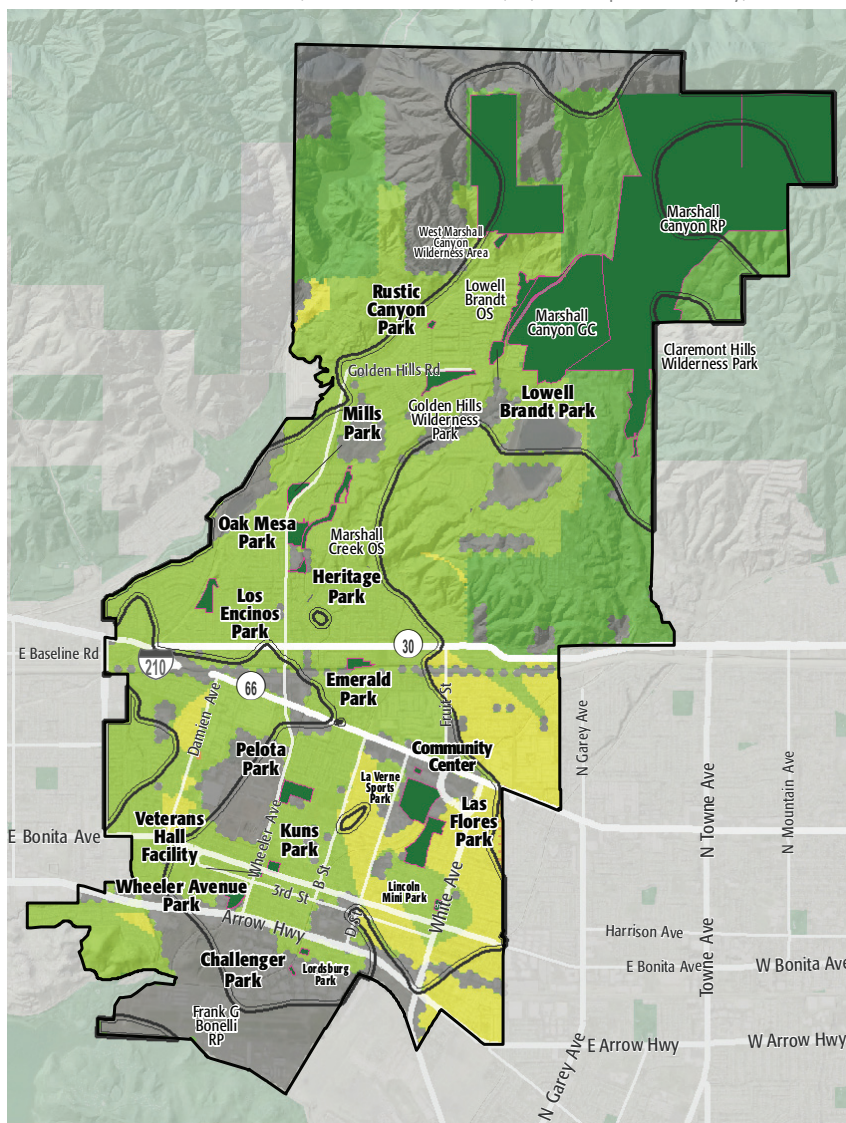 Marshall
Canyon RP
West Marshall
Canyon
Wilderness Area
Rustic
Canyon
Park
Lowell
Brandt
OS
Marshall
Canyon GC
Claremont Hills
Wilderness Park
Golden Hills Rd
Lowell
Brandt Park
Golden Hills
Wilderness
Park
Mills
Park
Oak Mesa
Park
Marshall
Creek OS
Heritage
Park
Los
Encinos
Park
30
E Baseline Rd
210
66
Emerald
Park
Fruit St
Damien Ave
N Garey Ave
Pelota
Park
Community
Center
La Verne
Sports
Park
N Towne Ave
N Mountain Ave
Las
Flores
Park
Veterans
Hall
Facility
E Bonita Ave
Wheeler Ave
Kuns
Park
B St
Wheeler Avenue
Park
3rd St
Lincoln
Mini Park
White Ave
Arrow Hwy
D St
Harrison Ave
Towne Ave
E Bonita Ave
W Bonita Ave
Challenger
Park
Lordsburg
Park
Frank G
Bonelli
RP
N Garey Ave
E Arrow Hwy
W Arrow Hwy